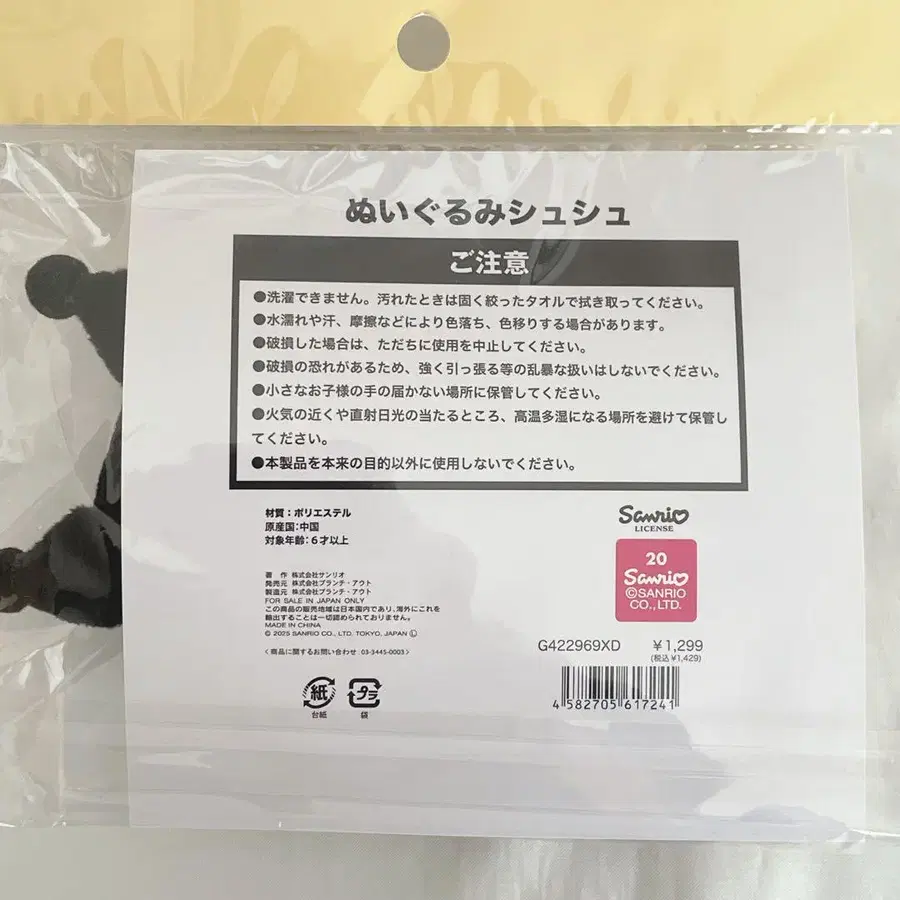 ぬいぐるみシュシュ
ご注意
●洗濯できません。汚れたときは固く絞ったタオルで拭き取ってください。
●水濡れや汗、摩擦などにより色落ち、色移りする場合があります。
●破損した場合は、ただちに使用を中止してください。
●破損の恐れがあるため、強く引っ張る等の乱暴な扱いはしないでください。
●小さなお子様の手の届かない場所に保管してください。
●火気の近くや直射日光の当たるところ、高温多湿になる場所を避けて保管し
てください。
●本製品を本来の目的以外に使用しないでください。
材質:ポリエステル
原産国:中国
対象年齢:6才以上
著 作 株式会社サンリオ
発売元 株式会社ブランチ・アウト
製造元 株式会社ブランチ・アウト
FOR SALE IN JAPAN ONLY
この商品の販売地域は日本国内であり、海外にこれを
輸出することは一切認められておりません。
MADE IN CHINA
© 2025 SANRIO CO., LTD. TOKYO, JAPAN Ⓛ
〈商品に関するお問い合わせ:03-3445-0003〉
紙
台紙
プラ
袋
Sanrio
LICENSE
20
Sanrio
©SANRIO
CO.,LTD.
G422969XD ¥1,299
(税込¥1,429)
4 582705 617241